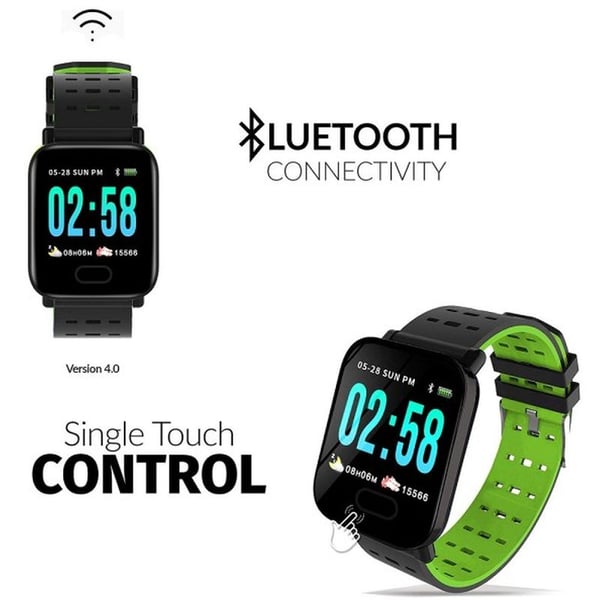 BLUETOOTH
CONNECTIVITY
05-28 SUN PM
02:58
08H06M 15566
Version 4.0
Single Touch
CONTROL
05-28 SUN PM
02:58
08H06M 15566